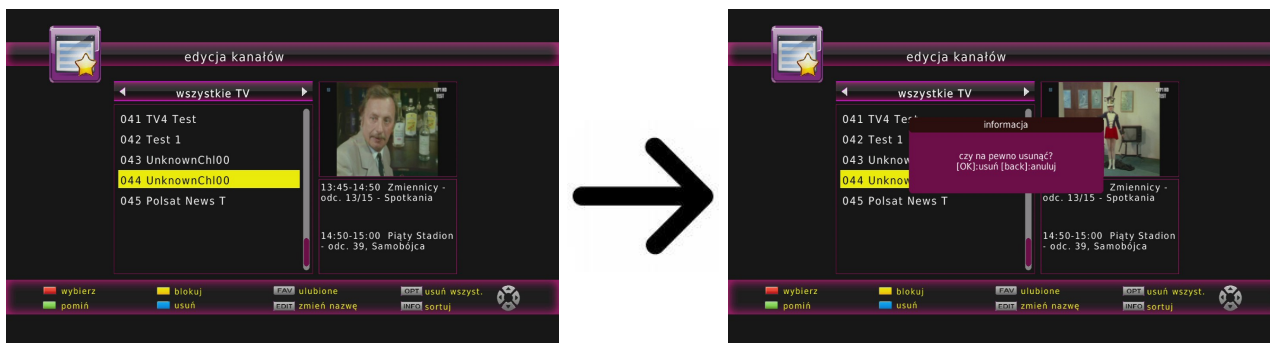 edycja kanałów
wszystkie TV
041 TV4 Test
042 Test 1
043 UnknownChl00
044 UnknownChl00
045 Polsat News T
13:45-14:50 Zmiennicy -
odc. 13/15 - Spotkania
14:50-15:00 Piąty Stadion
- odc. 39, Samobójca
wybierz
blokuj
FAV ulubione
OPT usuń wszyst.
pomiń
usuń
EDIT zmień nazwę
INFO sortuj
edycja kanałów
wszystkie TV
041 TV4 Tes
042 Test 1
043 Unknow
044 Unknow
045 Polsat News T
informacja
czy na pewno usunąć?
[OK]:usuń [back]:anuluj
Zmiennicy -
odc. 13/15 - Spotkania
14:50-15:00 Piąty Stadion
- odc. 39, Samobójca
wybierz
blokuj
FAV ulubione
OPT usuń wszyst.
pomiń
usuń
EDIT zmień nazwę
INFO sortuj